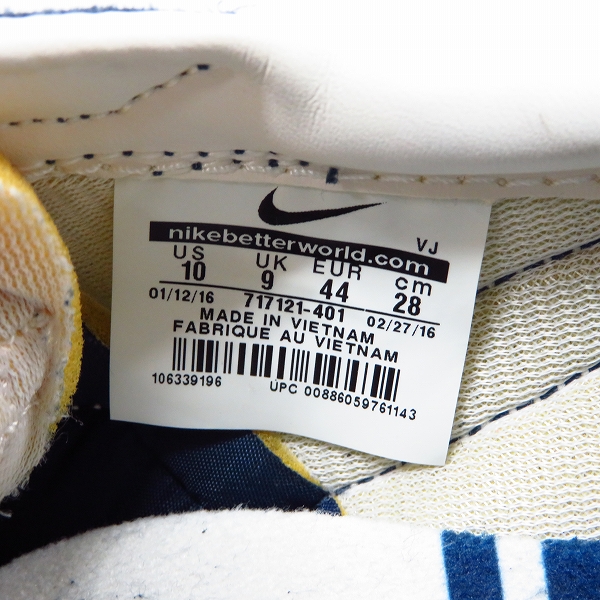 nikebetterworld.com VJ
US UK EUR cm
10 9 44 28
01/12/16 717121-401 02/27/16
MADE IN VIETNAM
FABRIQUE AU VIETNAM
106339196 UPC 00886059761143